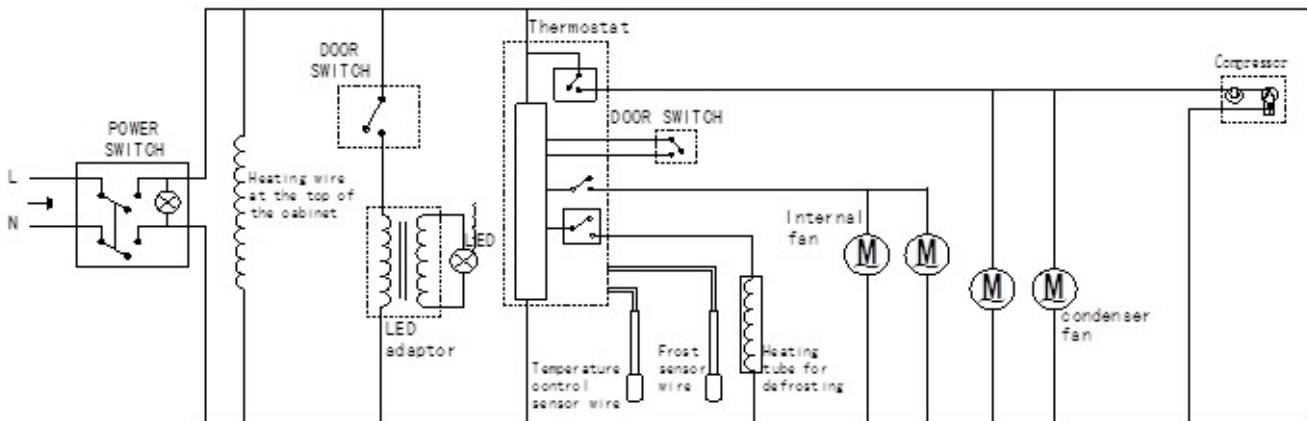 Thermostat
DOOR
SWITCH
Compressor
DOOR SWITCH
POWER
SWITCH
L
N
Heating wire
at the top of
the cabinet
LED
Internal
fan
M
M
M
M
condenser
fan
LED
adaptor
Temperature
control
sensor wire
Frost
sensor
wire
Heating
tube for
defrosting